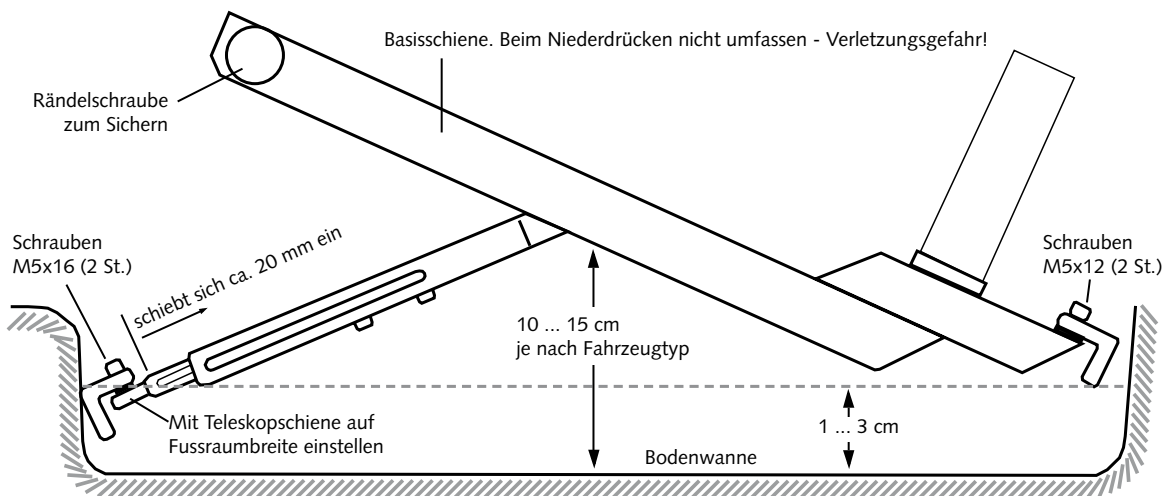 Basisschiene. Beim Niederdrücken nicht umfassen - Verletzungsgefahr!
Rändelschraube
zum Sichern
Schrauben
M5x16 (2 St.)
schiebt sich ca. 20 mm ein
Schrauben
M5x12 (2 St.)
10 ... 15 cm
je nach Fahrzeugtyp
Mit Teleskopschiene auf
Fussraumbreite einstellen
1 ... 3 cm
Bodenwanne